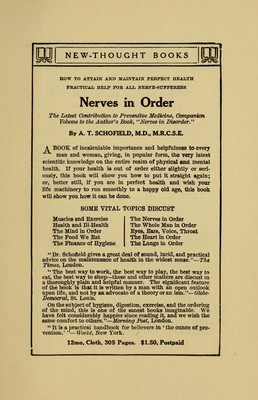 NEW-THOUGHT BOOKS
HOW TO ATTAIN AND MAINTAIN PERFECT HEALTH
PRACTICAL HELP FOR ALL NERVE-SUFFERERS
Nerves in Order
The Latest Contribution to Preventive Medicine, Companion
Volume to the Author's Book, "Nerves in Disorder."
By A. T. SCHOFIELD, M.D., M.R.C.S.E.
A BOOK of incalculable importance and helpfulness to every
man and woman, giving, in popular form, the very latest
scientific knowledge on the entire realm of physical and mental
health. If your health is out of order either slightly or seri-
ously, this book will show you how to put it straight again;
or, better still, if you are in perfect health and wish your
life machinery to run smoothly to a happy old age, this book
will show you how it can be done.
SOME VITAL TOPICS DISCUST
Muscles and Exercise
Health and Ill-Health
The Mind in Order
The Food We Eat
The Finance of Hygiene
The Nerves in Order
The Whole Man in Order
Eyes, Ears, Voice, Throat
The Heart in Order
The Lungs in Order
"Dr. Schofield gives a great deal of sound, lucid, and practical
advice on the maintenance of health in the widest sense."—The
Times, London.
"The best way to work, the best way to play, the best way to
eat, the best way to sleep—these and other matters are discust in
a thoroughly plain and helpful manner. The significant feature
of the book is that it is written by a man with an open outlook
upon life, and not by an advocate of a theory or an ism."—Globe-
Democrat, St. Louis.
On the subject of hygiene, digestion, exercise, and the ordering
of the mind, this is one of the sanest books imaginable. We
have felt considerably happier since reading it, and we wish the
same comfort to others."—Morning Post, London.
"It is a practical handbook for believers in 'the ounce of pre-
vention.'"—World, New York.
12mo, Cloth, 305 Pages. $1.50, Postpaid